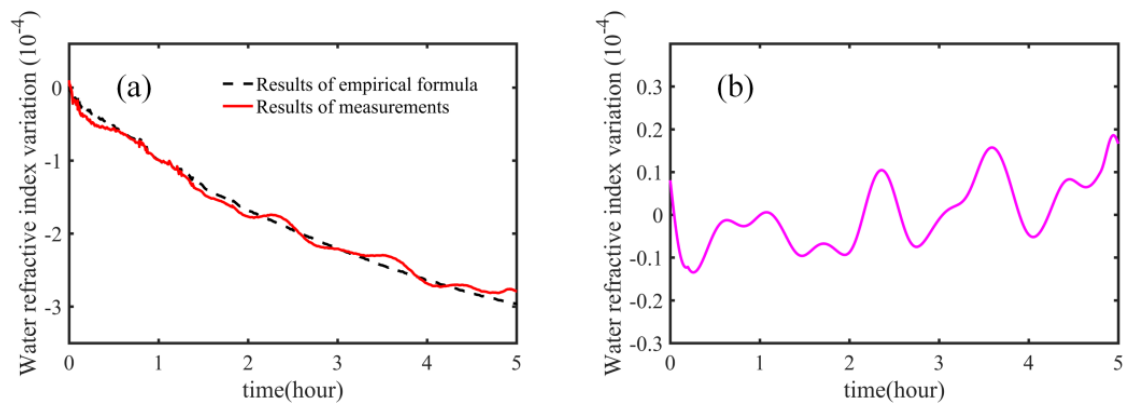 Water refractive index variation (10^-4)
0
-1
-2
-3
(a)
Results of empirical formula
Results of measurements
0 1 2 3 4 5
time(hour)
Water refractive index variation (10^-4)
0.3
0.2
0.1
0
-0.1
-0.1
-0.3
(b)
0 1 2 3 4 5
time(hour)